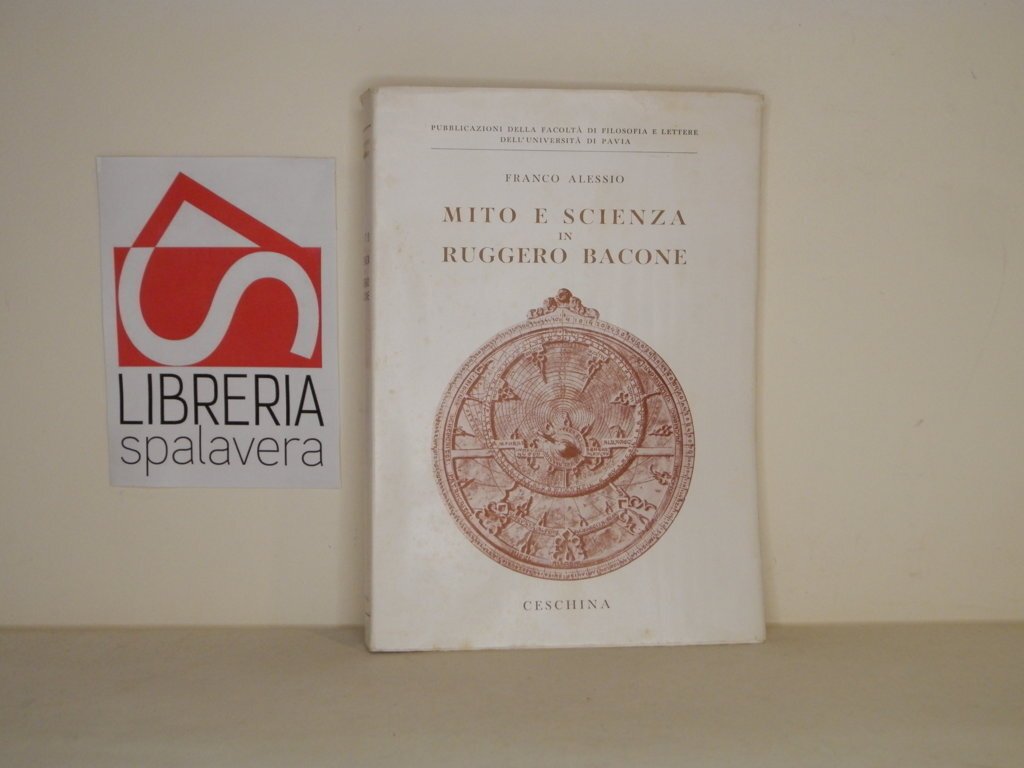 LIBRERIA
spalavera
PUBBLICAZIONI DELLA FACOLTÀ DI FILOSOFIA E LETTERE
DELL'UNIVERSITÀ DI PAVIA
FRANCO ALESSIO
MITO E SCIENZA
IN
RUGGERO BACONE
CESCHINA